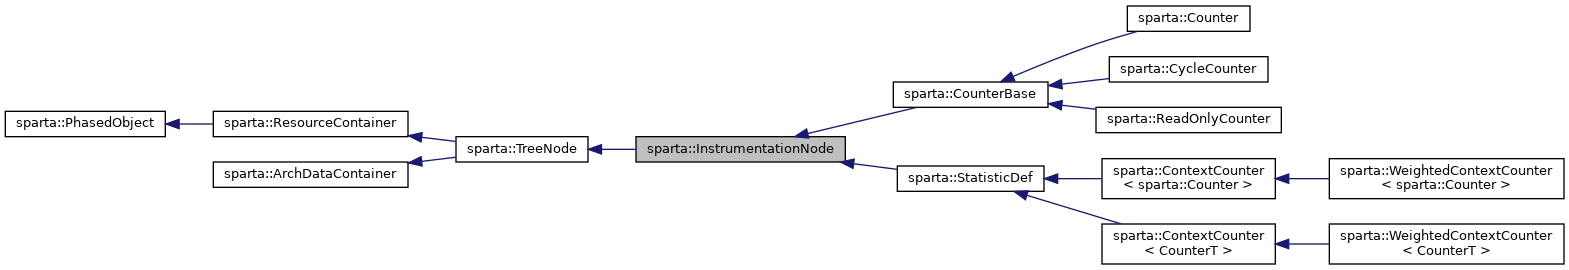 sparta::Counter
sparta::CycleCounter
sparta::CounterBase
sparta::ReadOnlyCounter
sparta::PhasedObject
sparta::ResourceContainer
sparta::TreeNode
sparta::InstrumentationNode
sparta::ArchDataContainer
sparta::StatisticDef
sparta::ContextCounter
< sparta::Counter >
sparta::WeightedContextCounter
< sparta::Counter >
sparta::ContextCounter
< CounterT >
sparta::WeightedContextCounter
< CounterT >